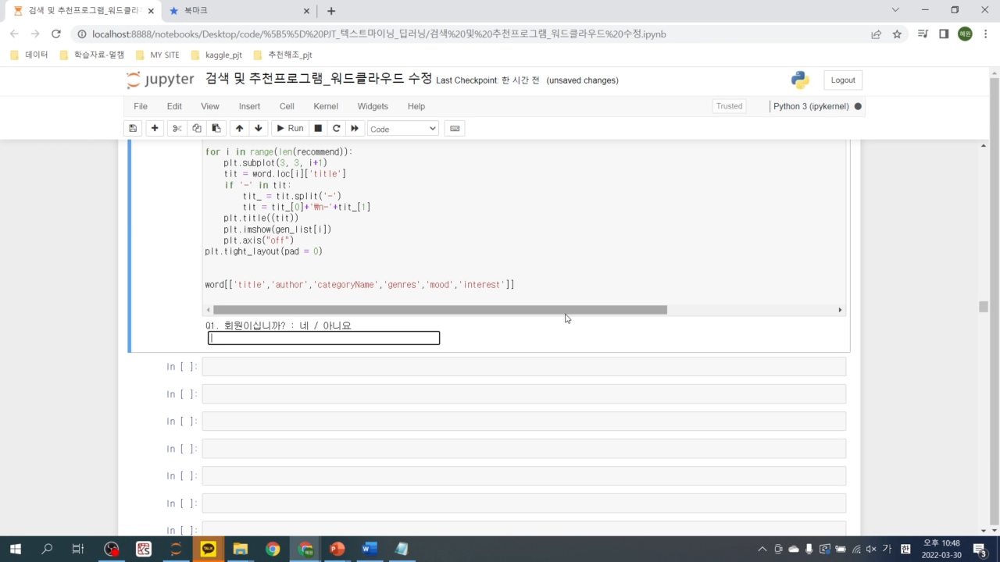 검색 및 추천프로그램_워드클라우
북마크
localhost:8888/notebooks/Desktop/code/%5B5%5D%20PJT_텍스트마이닝_딥러닝/검색%20및%20추천프로그램_워드클라우드%20수정.ipynb
해원
데이터
학습자료-멀캠
MY SITE
kaggle_pjt
추천해조_pjt
jupyter 검색 및 추천프로그램_워드클라우드 수정 Last Checkpoint: 한 시간 전 (unsaved changes)
Logout
File Edit View Insert Cell Kernel Widgets Help
Trusted
Python 3 (ipykernel)
Run
Code
for i in range(len(recommend)):
    plt.subplot(3, 3, i+1)
    tit = word.loc[i]['title']
    if '-' in tit:
        tit_ = tit.split('-')
        tit = tit_[0]+'₩n-'+tit_[1]
    plt.title((tit))
    plt.imshow(gen_list[i])
    plt.axis("off")
plt.tight_layout(pad = 0)
word[['title','author','categoryName','genres','mood','interest']]
Q1. 회원이십니까? : 네 / 아니요
In [ ]:
In [ ]:
In [ ]:
In [ ]:
In [ ]:
In [ ]:
In [ ]:
TALK
가
한
오후 10:48
2022-03-30
3